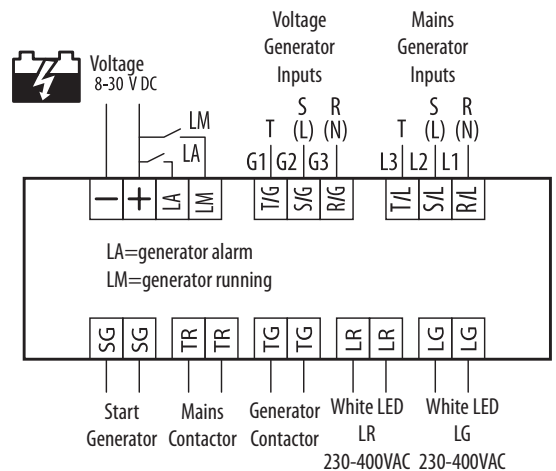 Voltage
Generator
Inputs
Mains
Generator
Inputs
Voltage
8-30 V DC
LM
LA
T
S
(L)
R
(N)
T
S
(L)
R
(N)
G1
G2
G3
L3
L2
L1
−
+
LA
LM
T/G
S/G
R/G
T/L
S/L
R/L
LA=generator alarm
LM=generator running
SG
SG
TR
TR
TG
TG
LR
LR
LG
LG
Start
Generator
Mains
Contactor
Generator
Contactor
White LED
LR
230-400VAC
White LED
LG
230-400VAC